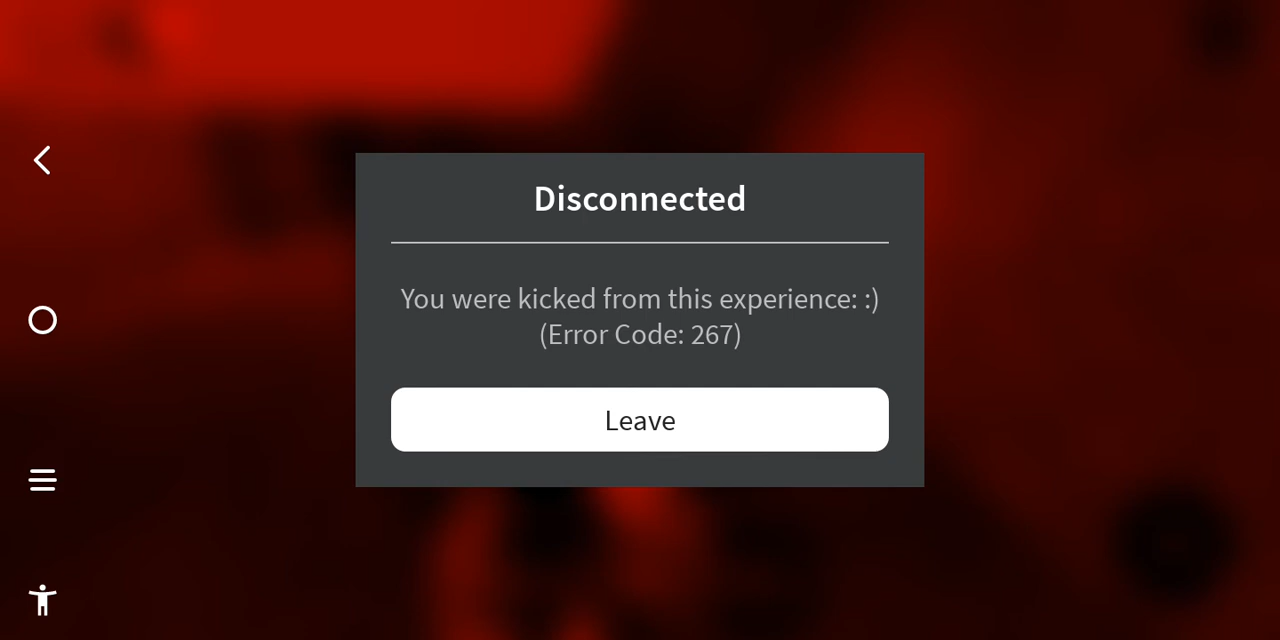 Disconnected
You were kicked from this experience: :)
(Error Code: 267)
Leave